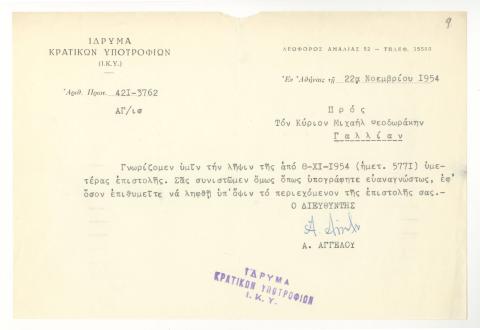 9
ΙΔΡΥΜΑ
ΚΡΑΤΙΚΩΝ ΥΠΟΤΡΟΦΙΩΝ
(Ι.Κ.Υ.)
ΛΕΩΦΟΡΟΣ ΑΜΑΛΙΑΣ 52 — ΤΗΛΕΦ.
Ἐν Ἀθήναις τῇ 22ᾳ Νοεμβρίου 1954
Ἀριθ. Πρωτ. 42Ι-3762
ΑΓ/ισ
Πρός
Τόν Κύριον Μιχαήλ Θεοδωράκην
Γαλλίαν
Γνωρίζομεν ὑμῖν τήν λῆψιν τῆς ἀπό 8-ΧΙ-Ι954 (ἡμετ. 577Ι) ὑμε-
τέρας ἐπιστολῆς. Σᾶς συνιστῶμεν ὅμως ὅπως ὑπογράφητε εὐαναγνώστως, ἐφ'
ὅσον ἐπιθυμεῖτε νά ληφθῇ ὑπ'ὄψιν τό περιεχόμενον τῆς ἐπιστολῆς σας.-
Ο ΔΙΕΥΘΥΝΤΗΣ
Α. ΑΓΓΕΛΟΥ
ΙΔΡΥΜΑ
ΚΡΑΤΙΚΩΝ ΥΠΟΤΡΟΦΙΩΝ
Ι. Κ. Υ.